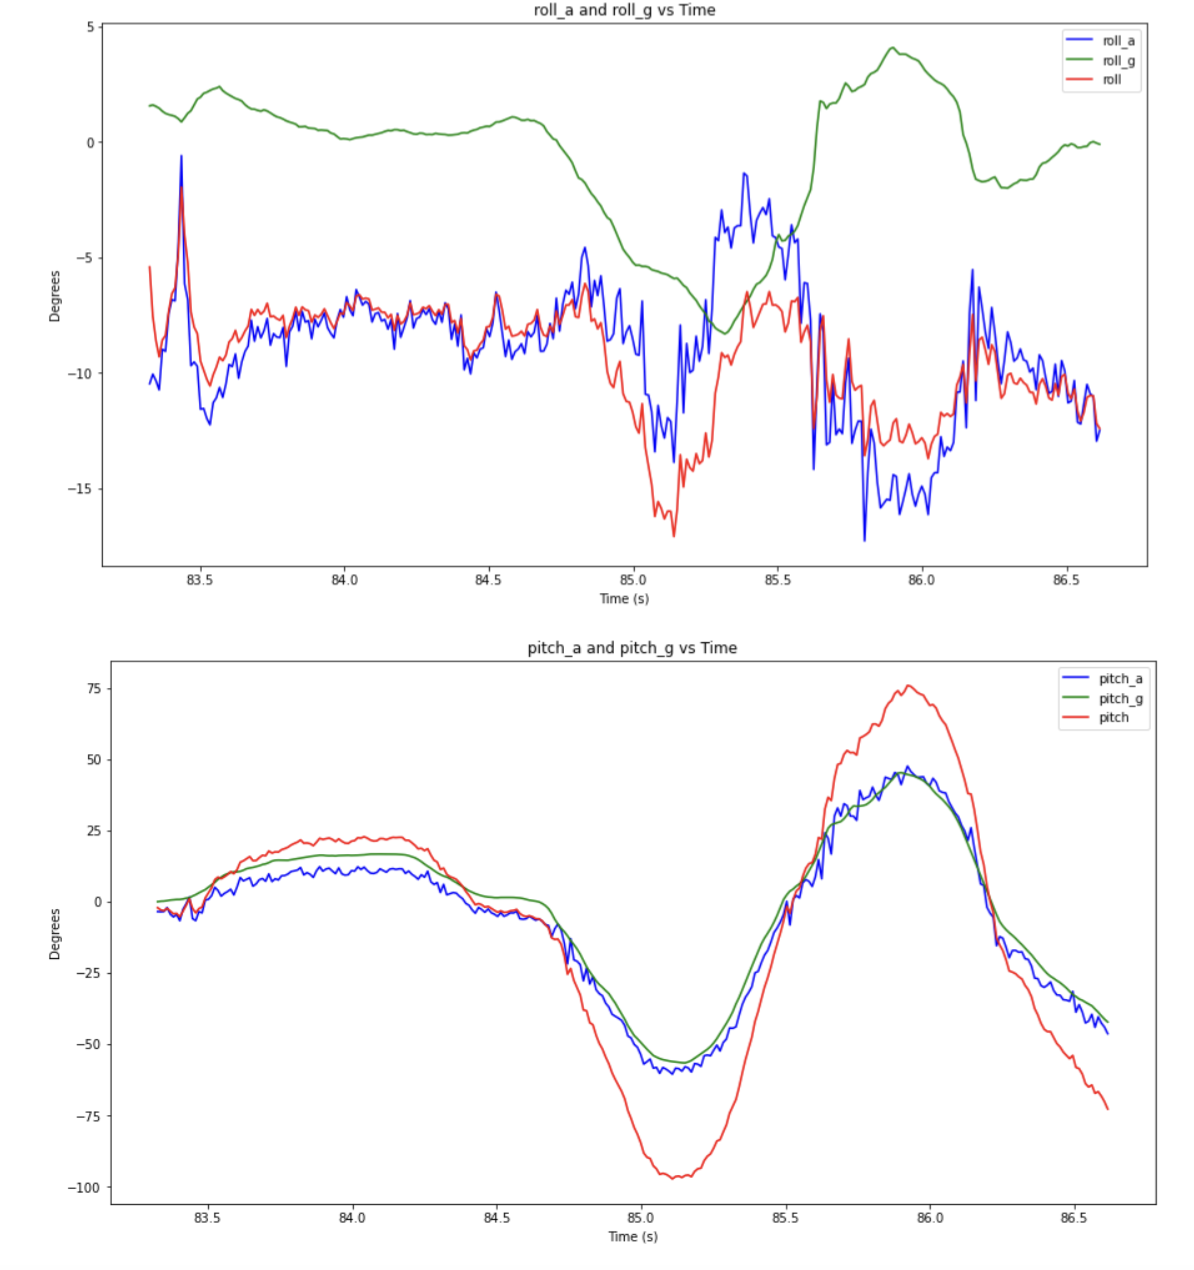 roll_a and roll_g vs Time
roll_a
roll_g
roll
Degrees
5
0
−5
−10
−15
83.5 84.0 84.5 85.0 85.5 86.0 86.5
Time (s)
pitch_a and pitch_g vs Time
pitch_a
pitch_g
pitch
Degrees
75
50
25
0
−25
−50
−75
−100
83.5 84.0 84.5 85.0 85.5 86.0 86.5
Time (s)